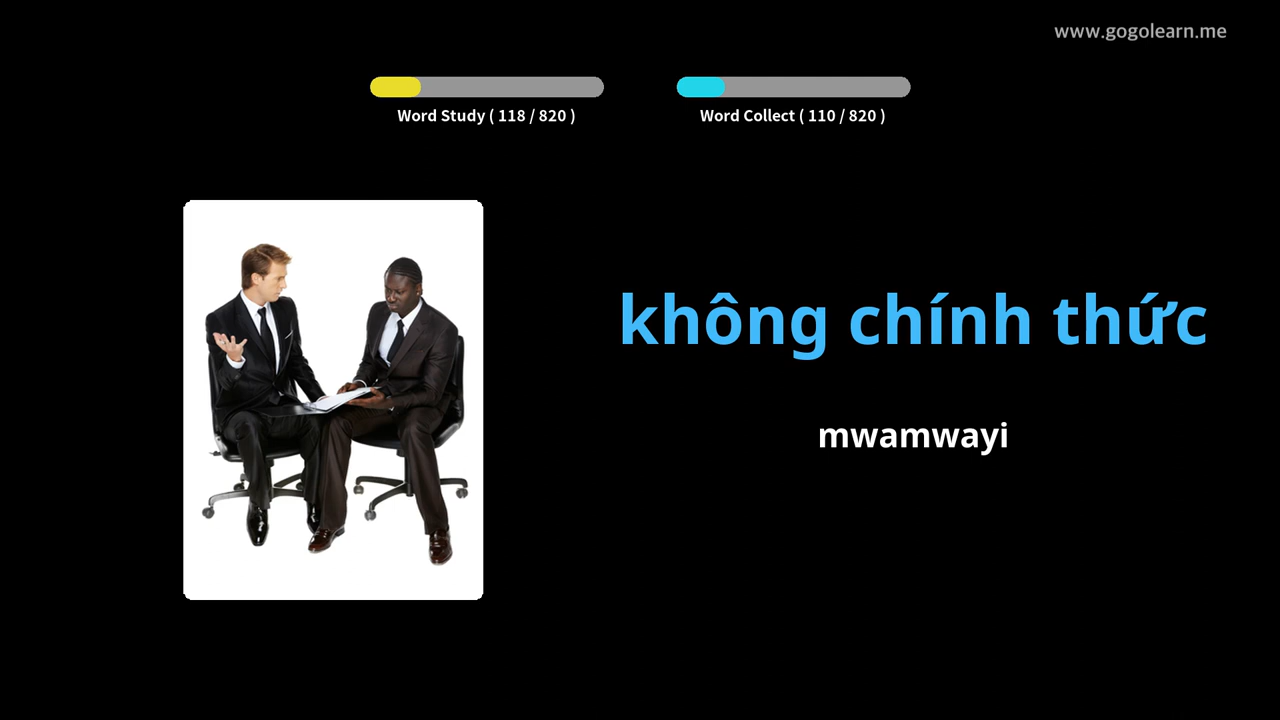 www.gogolearn.me
Word Study ( 118 / 820 )
Word Collect ( 110 / 820 )
không chính thức
mwamwayi